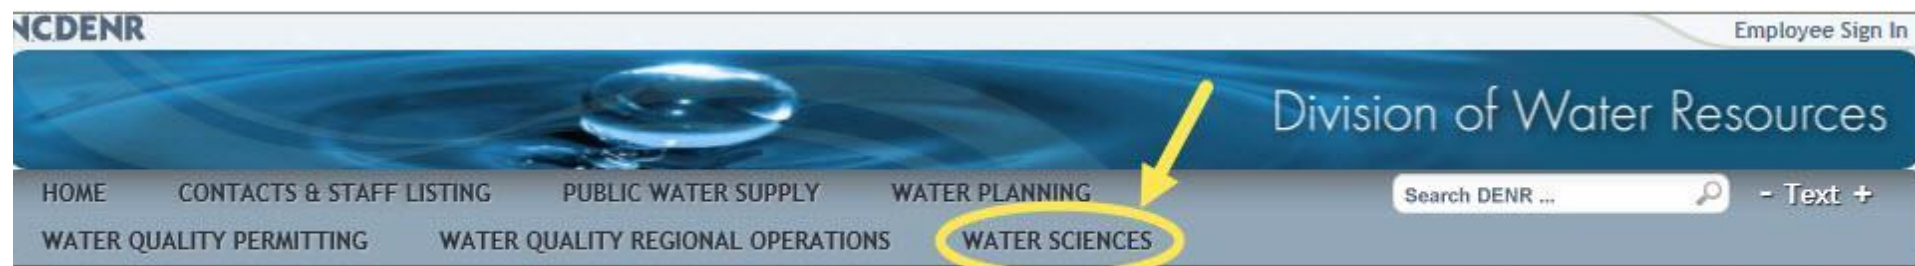 NCDENR Employee Sign In
Division of Water Resources
HOME CONTACTS & STAFF LISTING PUBLIC WATER SUPPLY WATER PLANNING Search DENR ... - Text +
WATER QUALITY PERMITTING WATER QUALITY REGIONAL OPERATIONS WATER SCIENCES